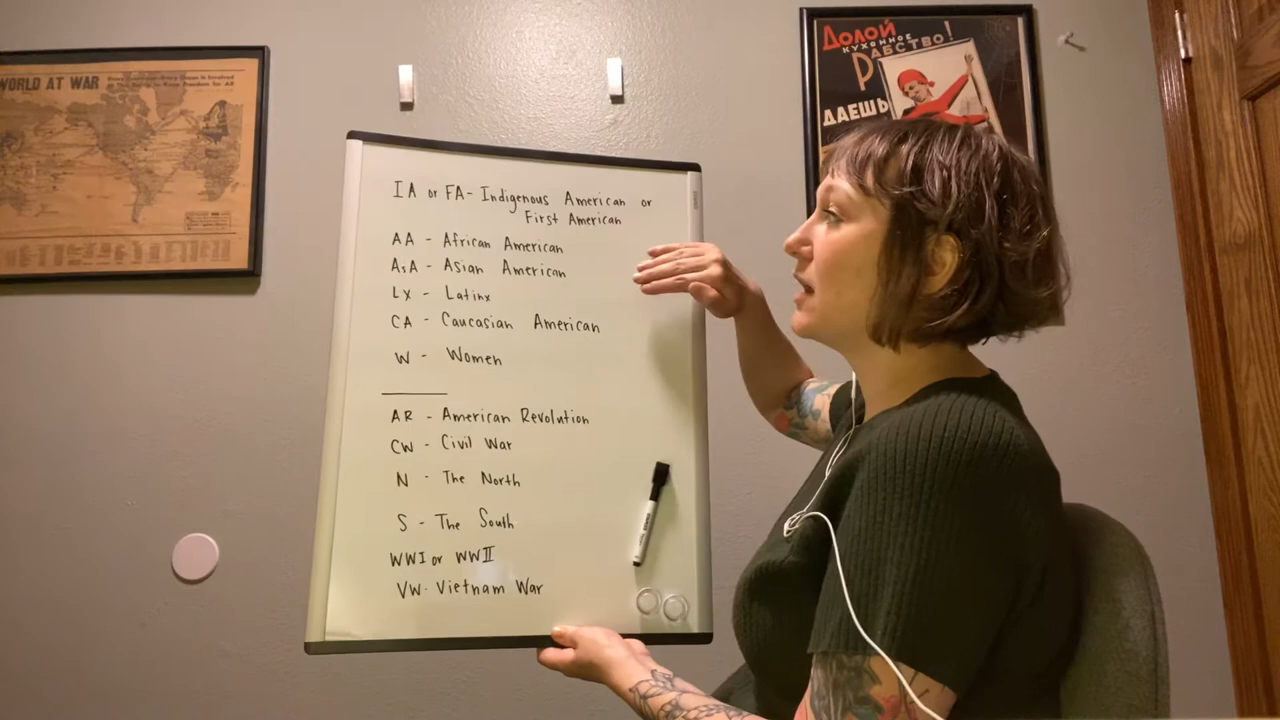 WORLD AT WAR
Долой
КУХОННОЕ
РАБСТВО!
ДАЕШЬ
IA or FA- Indigenous American or
First American
AA - African American
AsA - Asian American
Lx - Latinx
CA - Caucasian American
W - Women
AR - American Revolution
CW - Civil War
N - The North
S - The South
WWI or WWII
VW- Vietnam War